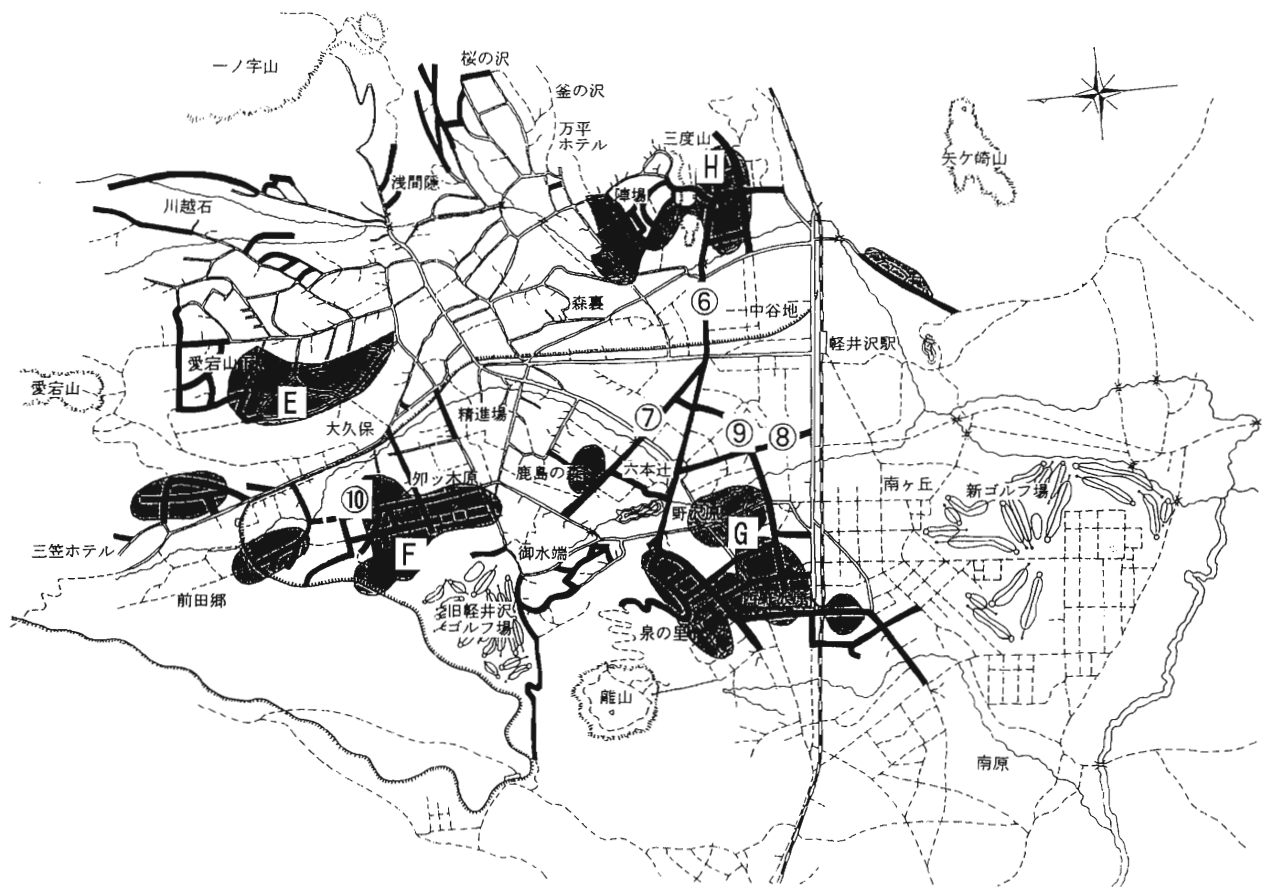 一ノ字山
桜の沢
釜の沢
万平
ホテル
三度山
H
矢ケ崎山
浅間隠
陣場
川越石
⑥
森裏
中谷地
軽井沢駅
愛宕山下
愛宕山
E
大久保
精進場
⑦
⑨
⑧
鹿島の森
六本辻
南ヶ丘
新ゴルフ場
⑩
F
G
三笠ホテル
御水端
前田郷
旧軽井沢
ゴルフ場
泉の里
離山
南原